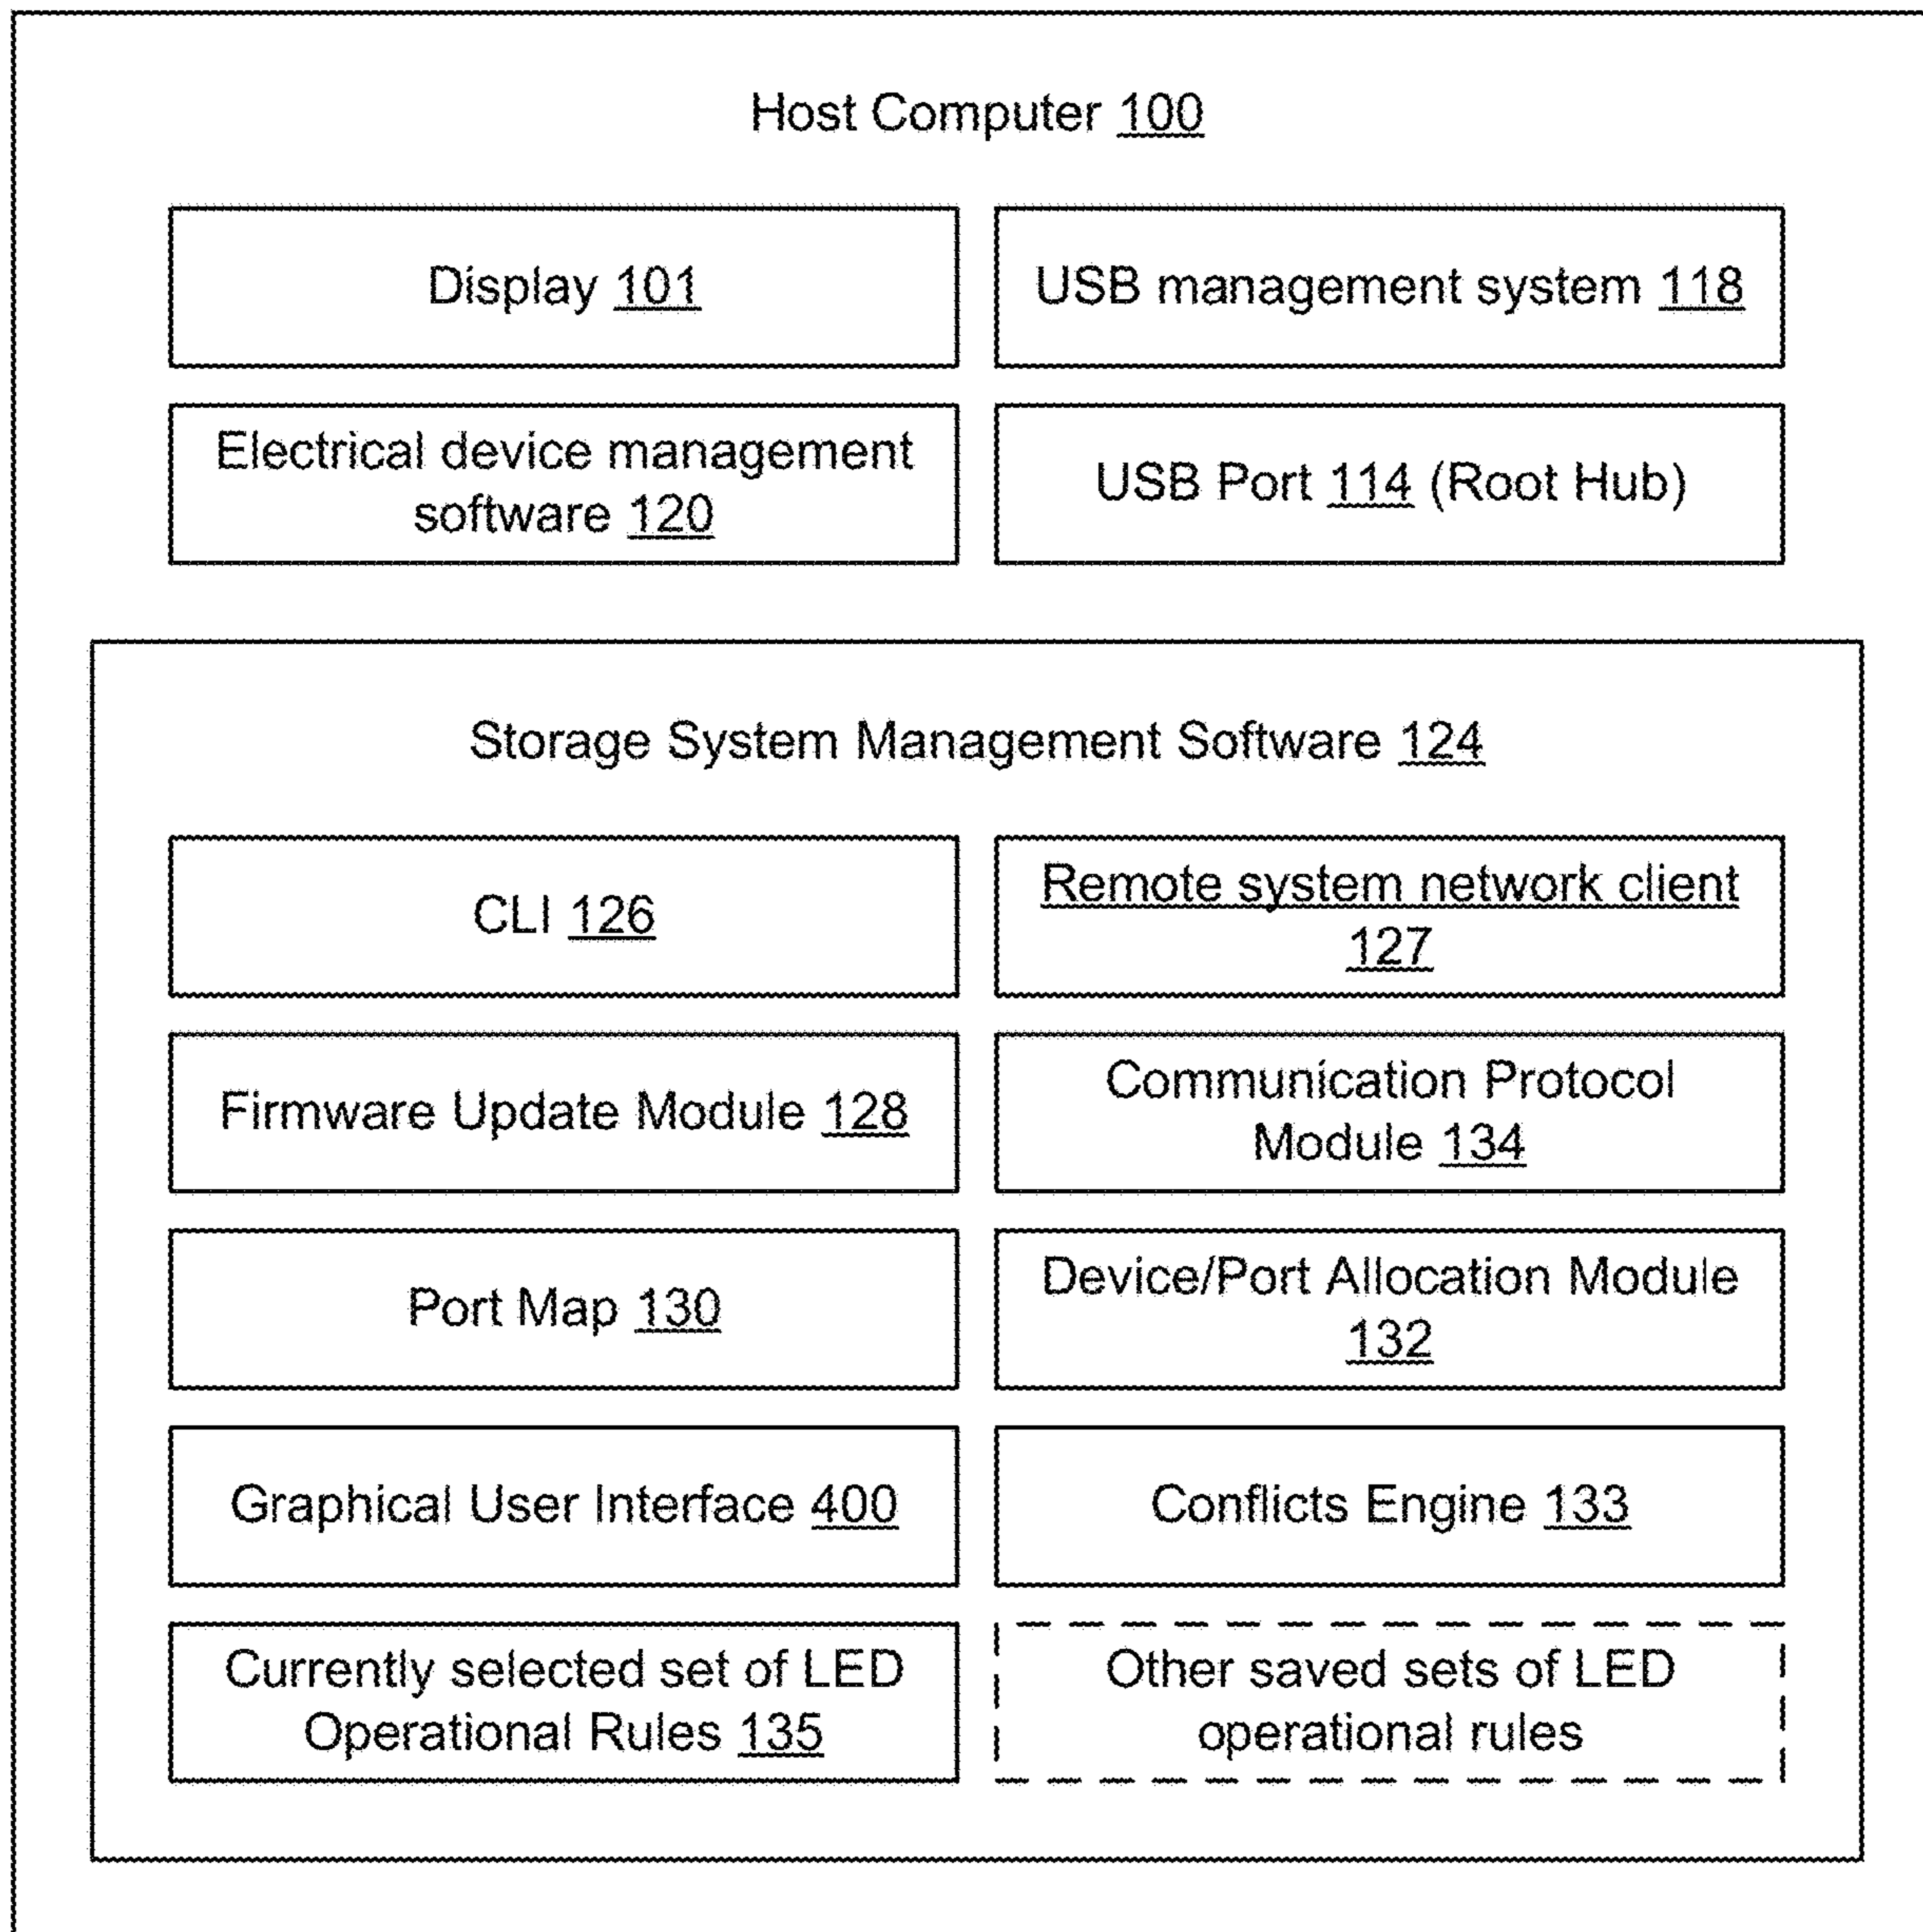 Host Computer 100
Display 101
USB management system 118
Electrical device management
software 120
USB Port 114 (Root Hub)
Storage System Management Software 124
CLI 126
Remote system network client
127
Firmware Update Module 128
Communication Protocol
Module 134
Port Map 130
Device/Port Allocation Module
132
Graphical User Interface 400
Conflicts Engine 133
Currently selected set of LED
Operational Rules 135
Other saved sets of LED
operational rules